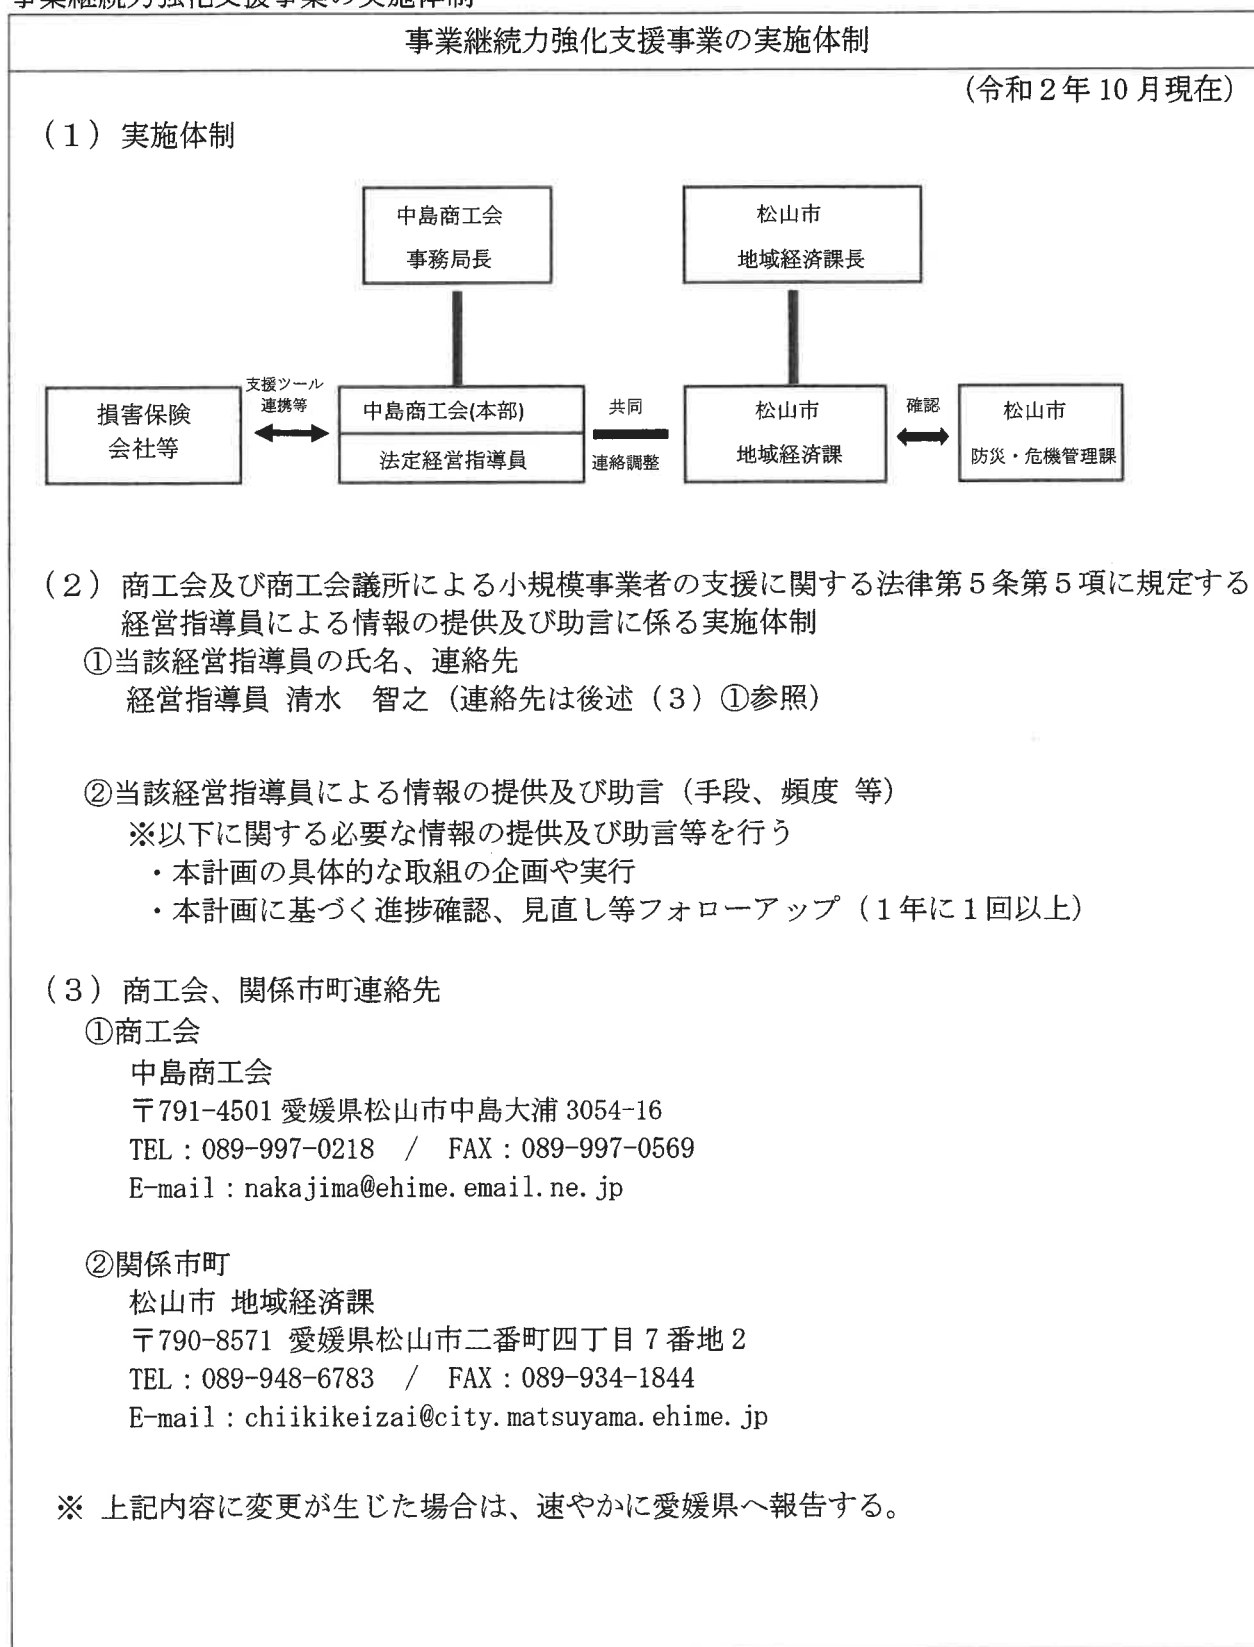 事業継続力強化支援事業の実施体制
事業継続力強化支援事業の実施体制
(令和２年 10 月現在)
（１）実施体制
中島商工会
事務局長
松山市
地域経済課長
損害保険
会社等
支援ツール
連携等
中島商工会(本部)
法定経営指導員
共同
連絡調整
松山市
地域経済課
確認
松山市
防災・危機管理課
（２）商工会及び商工会議所による小規模事業者の支援に関する法律第５条第５項に規定する
経営指導員による情報の提供及び助言に係る実施体制
①当該経営指導員の氏名、連絡先
経営指導員 清水　智之（連絡先は後述（３）①参照）
②当該経営指導員による情報の提供及び助言（手段、頻度 等）
※以下に関する必要な情報の提供及び助言等を行う
・本計画の具体的な取組の企画や実行
・本計画に基づく進捗確認、見直し等フォローアップ（１年に１回以上）
（３）商工会、関係市町連絡先
①商工会
中島商工会
〒791-4501 愛媛県松山市中島大浦 3054-16
TEL：089-997-0218　/　FAX：089-997-0569
E-mail：nakajima@ehime.email.ne.jp
②関係市町
松山市 地域経済課
〒790-8571 愛媛県松山市二番町四丁目７番地２
TEL：089-948-6783　/　FAX：089-934-1844
E-mail：chiikikeizai@city.matsuyama.ehime.jp
※ 上記内容に変更が生じた場合は、速やかに愛媛県へ報告する。